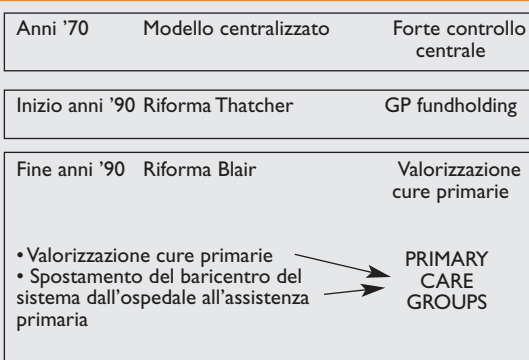 Anni '70 Modello centralizzato Forte controllo
centrale
Inizio anni '90 Riforma Thatcher GP fundholding
Fine anni '90 Riforma Blair Valorizzazione
cure primarie
• Valorizzazione cure primarie
• Spostamento del baricentro del
sistema dall'ospedale all'assistenza
primaria
PRIMARY
CARE
GROUPS